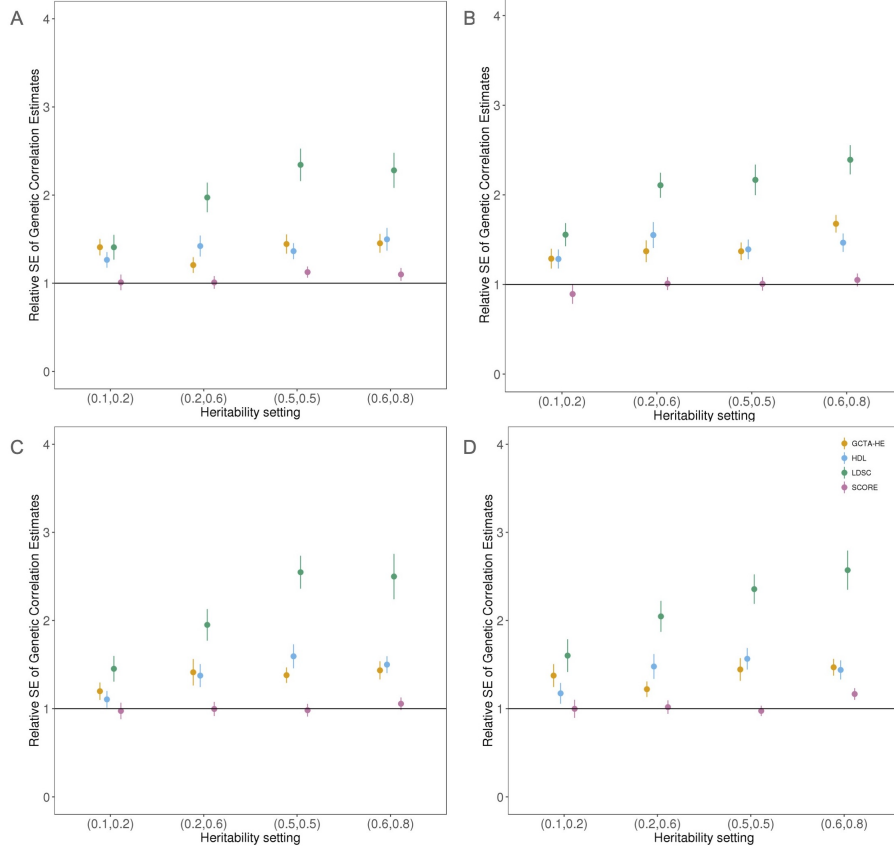 A
Relative SE of Genetic Correlation Estimates
4
3
2
1
0
(0.1,0.2) (0.2,0.6) (0.5,0.5) (0.6,0.8)
Heritability setting
B
Relative SE of Genetic Correlation Estimates
4
3
2
1
0
(0.1,0.2) (0.2,0.6) (0.5,0.5) (0.6,0.8)
Heritability setting
C
Relative SE of Genetic Correlation Estimates
4
3
2
1
0
(0.1,0.2) (0.2,0.6) (0.5,0.5) (0.6,0.8)
Heritability setting
D
Relative SE of Genetic Correlation Estimates
4
3
2
1
0
(0.1,0.2) (0.2,0.6) (0.5,0.5) (0.6,0.8)
Heritability setting
GCTA-HE
HDL
LDSC
SCORE